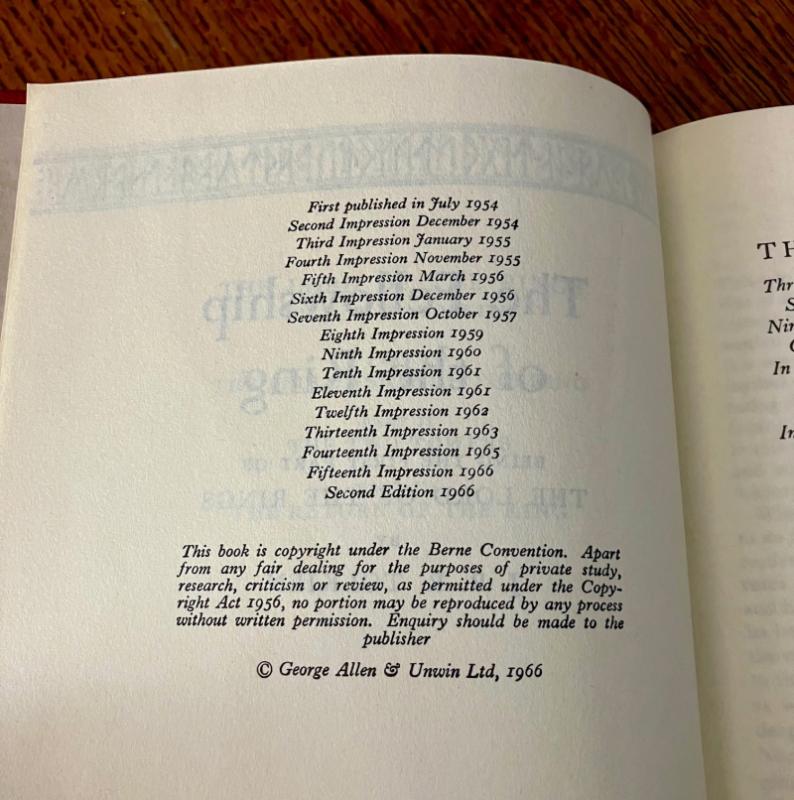 First published in July 1954
Second Impression December 1954
Third Impression January 1955
Fourth Impression November 1955
Fifth Impression March 1956
Sixth Impression December 1956
Seventh Impression October 1957
Eighth Impression 1959
Ninth Impression 1960
Tenth Impression 1961
Eleventh Impression 1961
Twelfth Impression 1962
Thirteenth Impression 1963
Fourteenth Impression 1965
Fifteenth Impression 1966
Second Edition 1966
This book is copyright under the Berne Convention. Apart
from any fair dealing for the purposes of private study,
research, criticism or review, as permitted under the Copy-
right Act 1956, no portion may be reproduced by any process
without written permission. Enquiry should be made to the
publisher
© George Allen & Unwin Ltd, 1966
TH
Thr
S
Nin
In
In